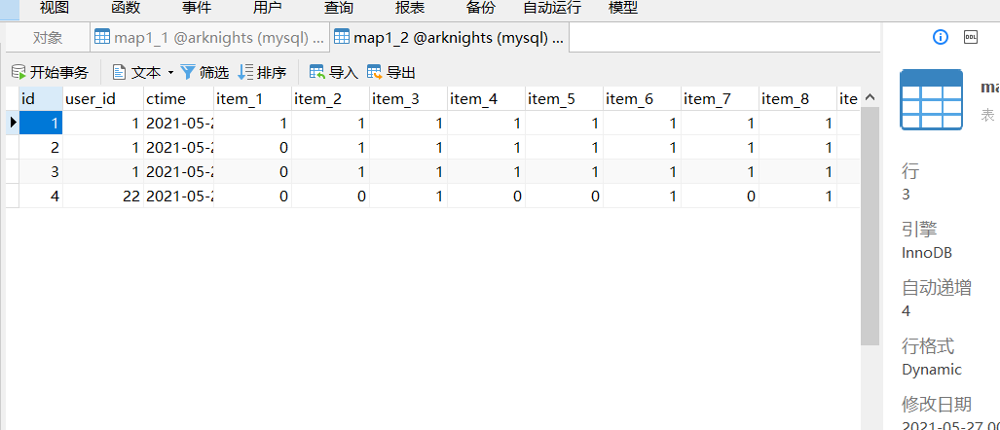 视图 函数 事件 用户 查询 报表 备份 自动运行 模型
对象 map1_1 @arknights (mysql) ... map1_2 @arknights (mysql) ...
开始事务 文本 筛选 排序 导入 导出
id user_id ctime item_1 item_2 item_3 item_4 item_5 item_6 item_7 item_8 ite
1 1 2021-05-2 1 1 1 1 1 1 1 1
2 1 2021-05-2 0 1 1 1 1 1 1 1
3 1 2021-05-2 0 1 1 1 1 1 1 1
4 22 2021-05-2 0 0 1 0 0 1 0 1
DDL
ma
表
行
3
引擎
InnoDB
自动递增
4
行格式
Dynamic
修改日期
2021-05-27 00